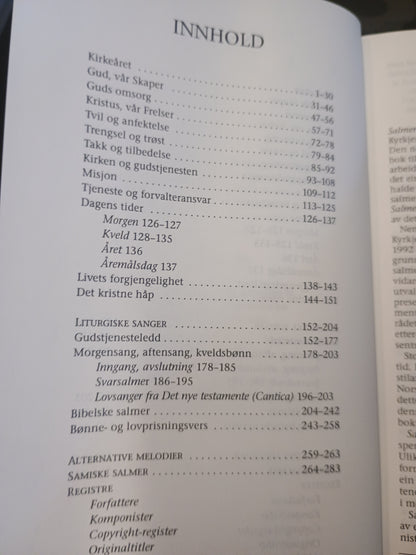 INNHOLD
Kirkeåret . . . . . . . . . . . . . . . . . . . . . . . . . 1–30
Gud, vår Skaper . . . . . . . . . . . . . . . . . . . . 31–46
Guds omsorg . . . . . . . . . . . . . . . . . . . . . . 47–56
Kristus, vår Frelser . . . . . . . . . . . . . . . . . . 57–71
Tvil og anfektelse . . . . . . . . . . . . . . . . . . . 72–78
Trengsel og trøst . . . . . . . . . . . . . . . . . . . . 79–84
Takk og tilbedelse . . . . . . . . . . . . . . . . . . . 85–92
Kirken og gudstjenesten . . . . . . . . . . . . . . 93–108
Misjon . . . . . . . . . . . . . . . . . . . . . . . . . . 109–112
Tjeneste og forvalteransvar . . . . . . . . . . . . 113–125
Dagens tider . . . . . . . . . . . . . . . . . . . . . . 126–137
Morgen 126–127
Kveld 128–135
Året 136
Åremålsdag 137
Livets forgjengelighet . . . . . . . . . . . . . . . . 138–143
Det kristne håp . . . . . . . . . . . . . . . . . . . . 144–151
LITURGISKE SANGER . . . . . . . . . . . . . . . . . . 152–204
Gudstjenesteledd . . . . . . . . . . . . . . . . . . . 152–177
Morgensang, aftensang, kveldsbønn . . . . . . 178–203
Inngang, avslutning 178–185
Svarsalmer 186–195
Lovsanger fra Det nye testamente (Cantica) 196–203
Bibelske salmer . . . . . . . . . . . . . . . . . . . . 204–242
Bønne- og lovprisningsvers . . . . . . . . . . . . 243–258
ALTERNATIVE MELODIER . . . . . . . . . . . . . . . . 259–263
SAMISKE SALMER . . . . . . . . . . . . . . . . . . . . 264–283
REGISTRE
Forfattere
Komponister
Copyright-register
Originaltitler